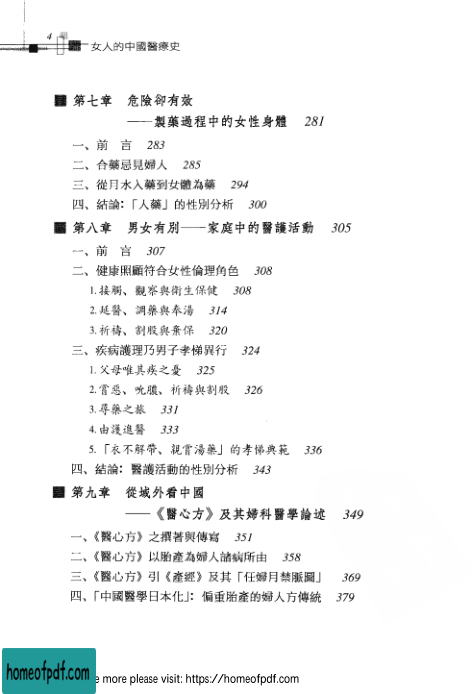 4
女人的中國醫療史
第七章 危險卻有效
──製藥過程中的女性身體 281
一、前 言 283
二、合藥忌見婦人 285
三、從月水入藥到女體為藥 294
四、結論:「人藥」的性別分析 300
第八章 男女有別──家庭中的醫護活動 305
一、前 言 307
二、健康照顧符合女性倫理角色 308
1.接觸、觀察與衛生保健 308
2.延醫、調藥與奉湯 314
3.祈禱、割股與棄保 320
三、疾病護理乃男子孝悌異行 324
1.父母唯其疾之憂 325
2.嘗惡、吮膿、祈禱與割股 326
3.尋藥之旅 331
4.由護進醫 333
5.「衣不解帶、親嘗湯藥」的孝悌典範 336
四、結論:醫護活動的性別分析 343
第九章 從域外看中國
──《醫心方》及其婦科醫學論述 349
一、《醫心方》之撰著與傳寫 351
二、《醫心方》以胎產為婦人諸病所由 358
三、《醫心方》引《產經》及其「任婦月禁脈圖」 369
四、「中國醫學日本化」:偏重胎產的婦人方傳統 379
homeofpdf.com
e more please visit: https://homeofpdf.com